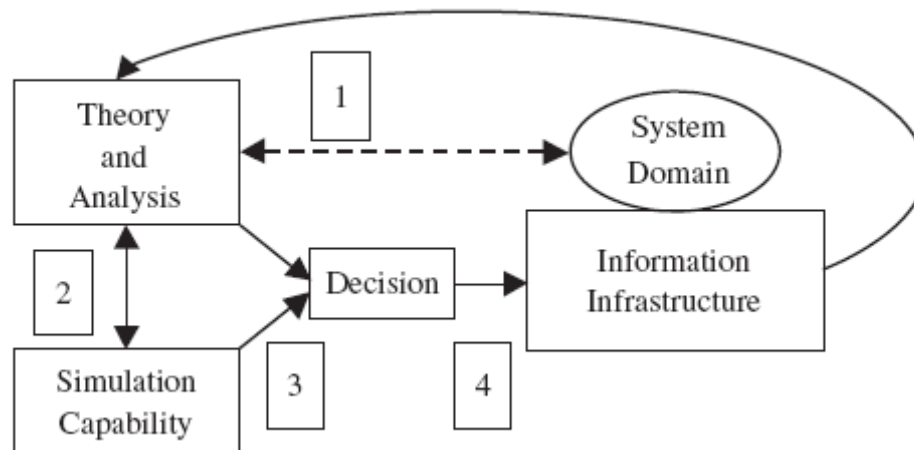 1
Theory
and
Analysis
System
Domain
2
Decision
Information
Infrastructure
Simulation
Capability
3
4